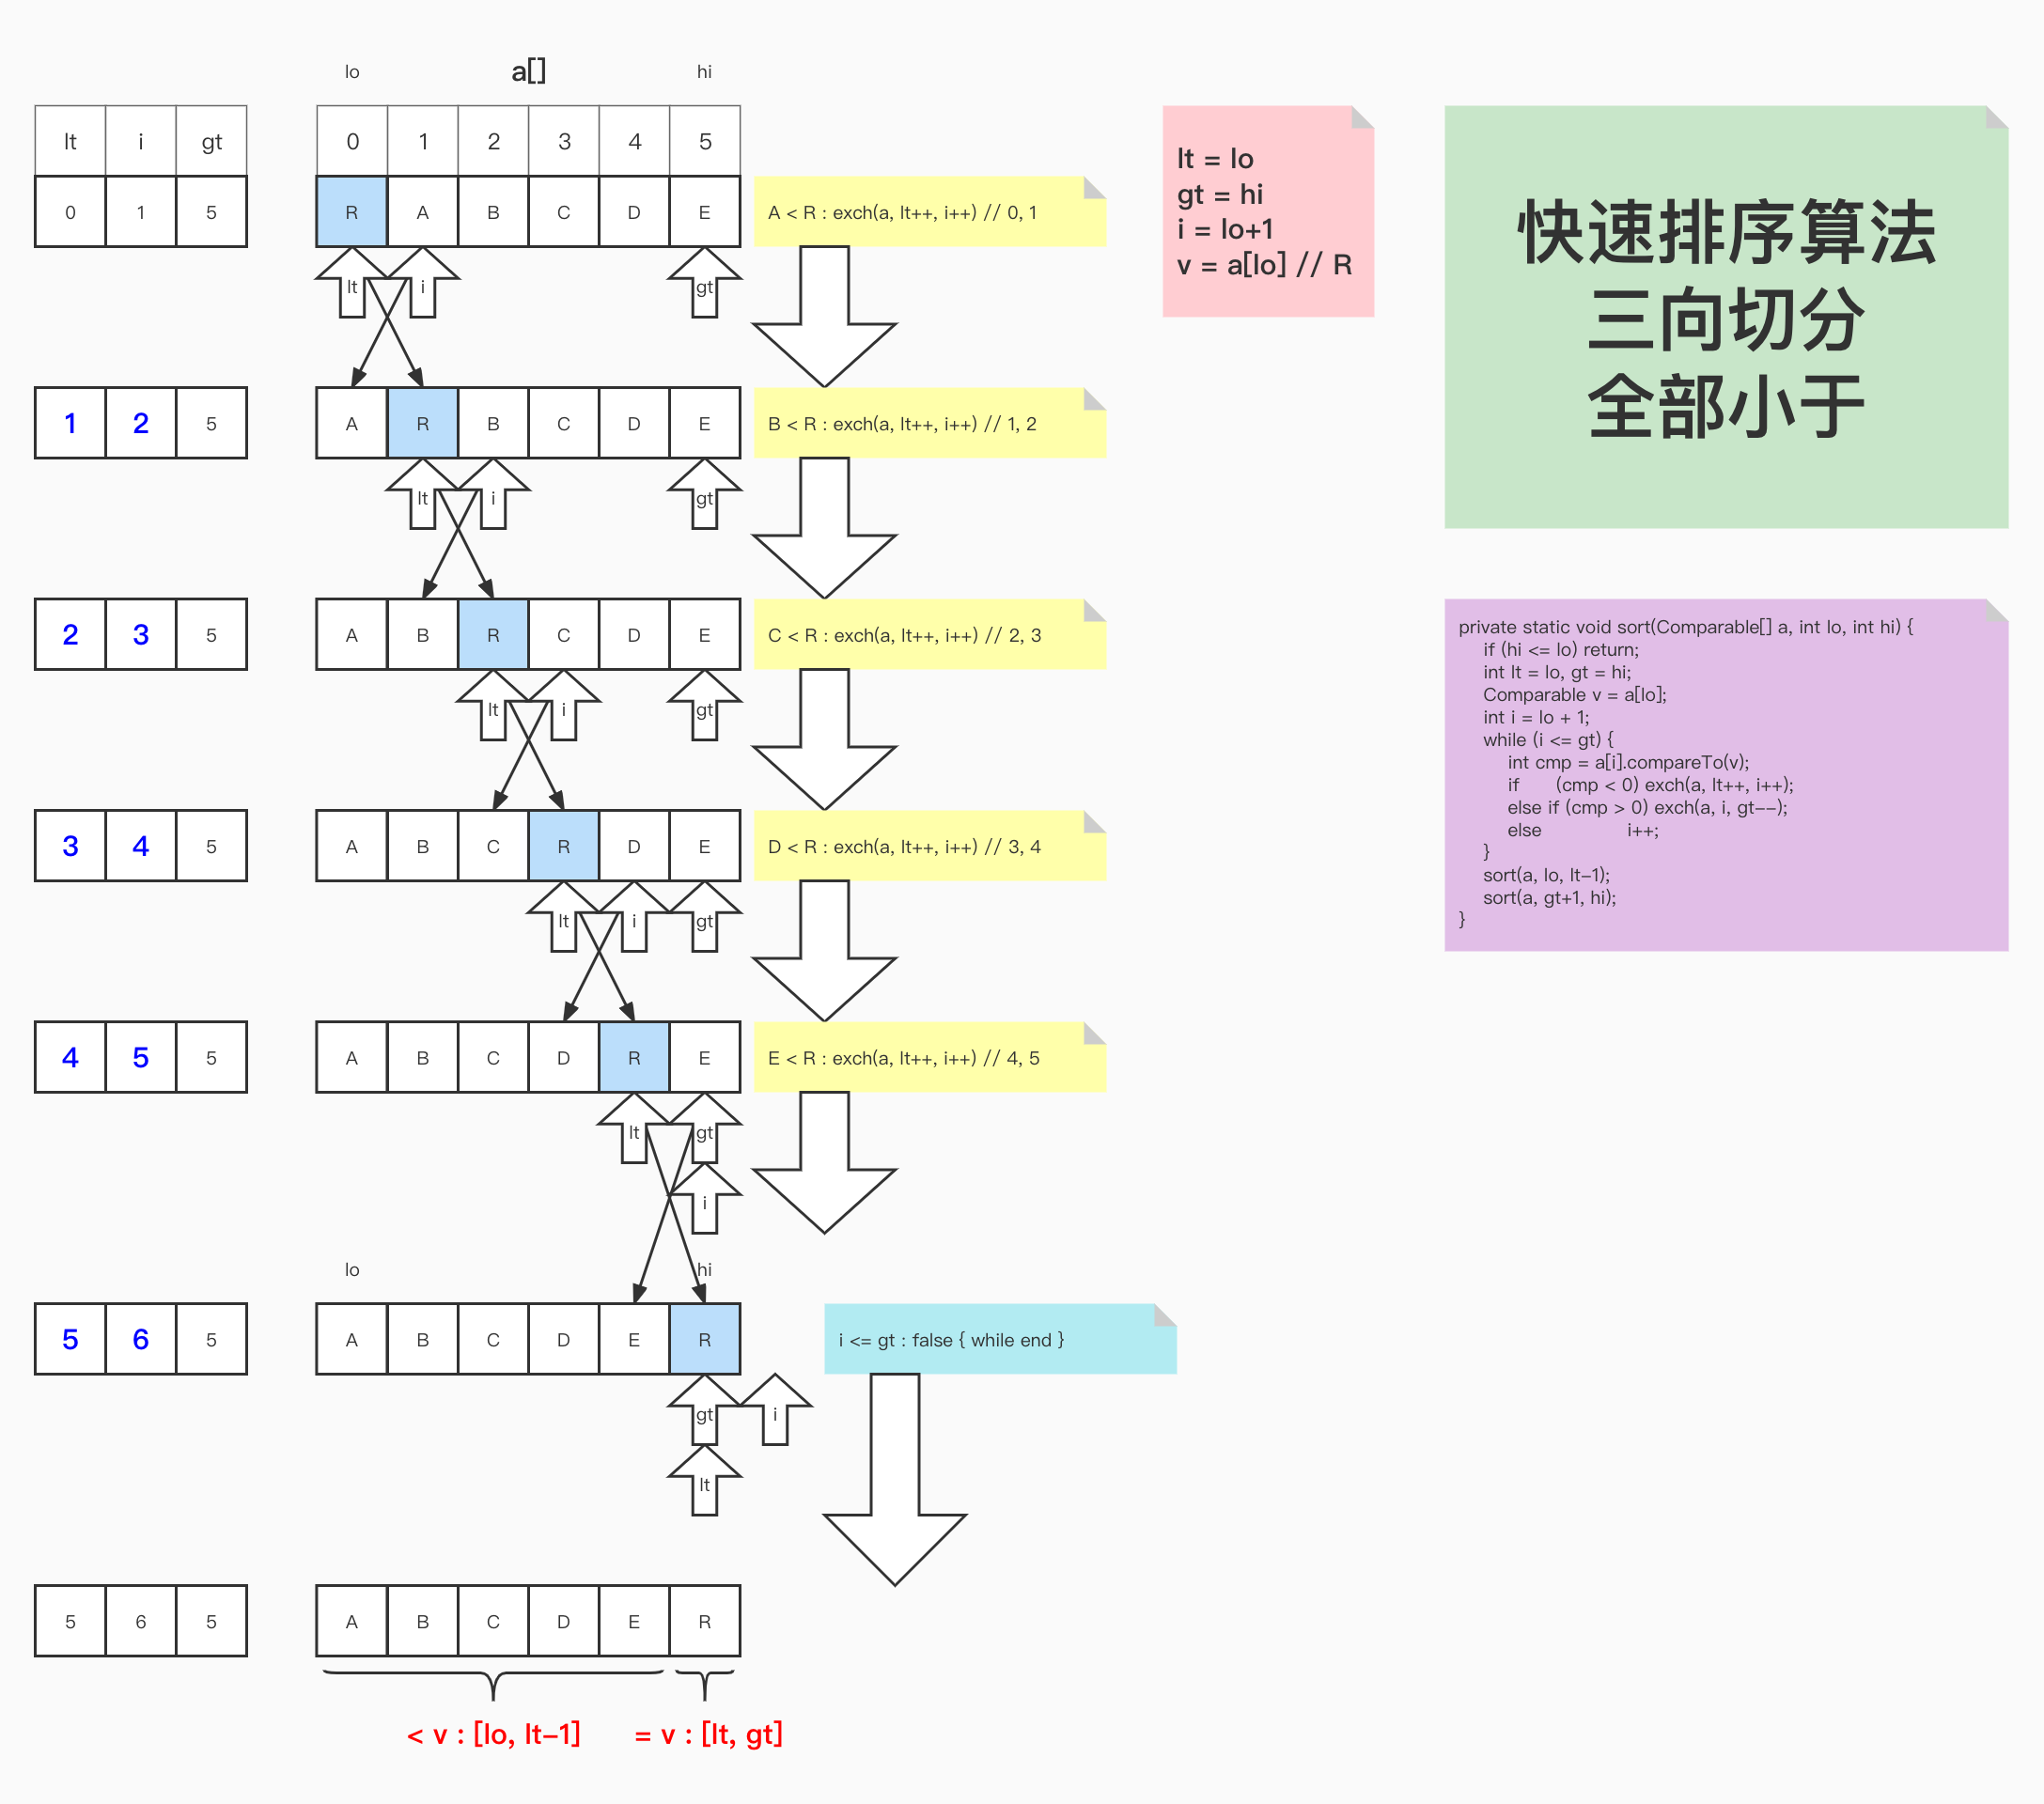 lo a[] hi
lt i gt 0 1 2 3 4 5
0 1 5 R A B C D E A < R : exch(a, lt++, i++) // 0, 1
lt i gt
1 2 5 A R B C D E B < R : exch(a, lt++, i++) // 1, 2
lt i gt
2 3 5 A B R C D E C < R : exch(a, lt++, i++) // 2, 3
lt i gt
3 4 5 A B C R D E D < R : exch(a, lt++, i++) // 3, 4
lt i gt
4 5 5 A B C D R E E < R : exch(a, lt++, i++) // 4, 5
lt gt
i
lo hi
5 6 5 A B C D E R i <= gt : false { while end }
gt i
lt
5 6 5 A B C D E R
< v : [lo, lt-1] = v : [lt, gt]
lt = lo
gt = hi
i = lo+1
v = a[lo] // R
快速排序算法
三向切分
全部小于
private static void sort(Comparable[] a, int lo, int hi) {
if (hi <= lo) return;
int lt = lo, gt = hi;
Comparable v = a[lo];
int i = lo + 1;
while (i <= gt) {
int cmp = a[i].compareTo(v);
if (cmp < 0) exch(a, lt++, i++);
else if (cmp > 0) exch(a, i, gt--);
else i++;
}
sort(a, lo, lt-1);
sort(a, gt+1, hi);
}